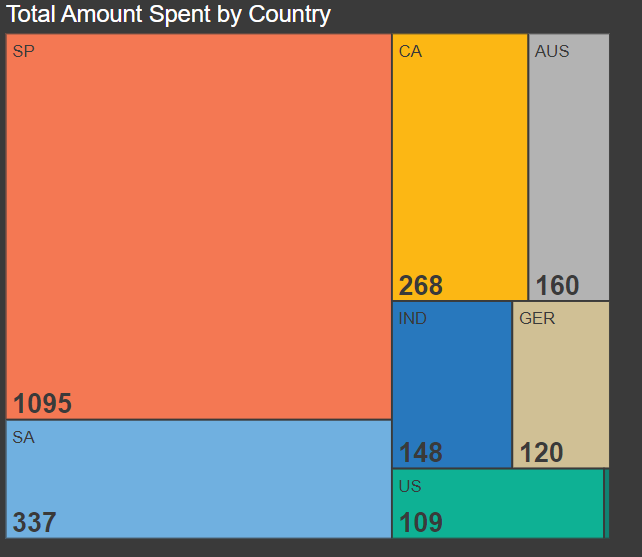 Total Amount Spent by Country
SP
1095
SA
337
CA
268
AUS
160
IND
148
GER
120
US
109